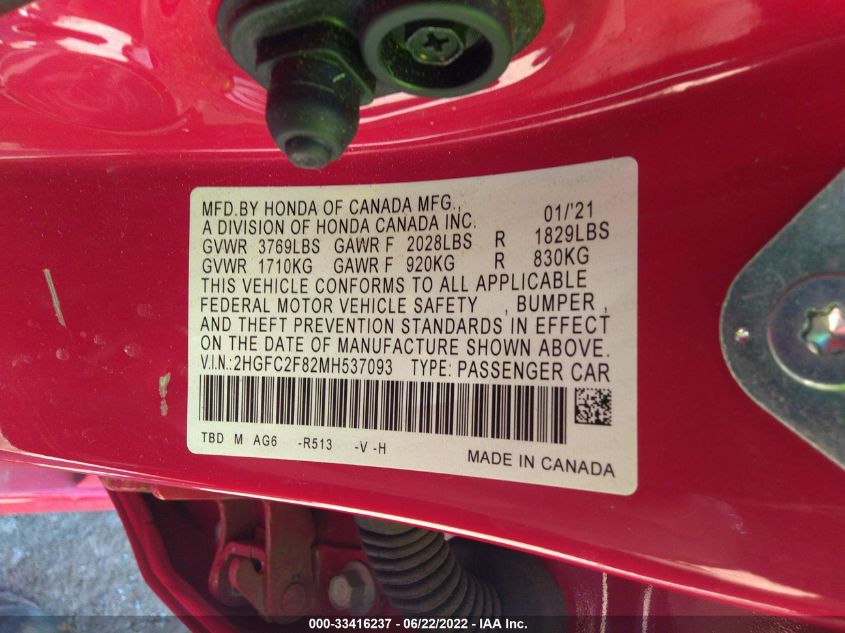 MFD.BY HONDA OF CANADA MFG.,
A DIVISION OF HONDA CANADA INC. 01/'21
GVWR 3769LBS GAWR F 2028LBS R 1829LBS
GVWR 1710KG GAWR F 920KG R 830KG
THIS VEHICLE CONFORMS TO ALL APPLICABLE
FEDERAL MOTOR VEHICLE SAFETY , BUMPER ,
AND THEFT PREVENTION STANDARDS IN EFFECT
ON THE DATE OF MANUFACTURE SHOWN ABOVE.
V.I.N.:2HGFC2F82MH537093 TYPE: PASSENGER CAR
TBD M AG6 -R513 -V -H
MADE IN CANADA
000-33416237 - 06/22/2022 - IAA Inc.